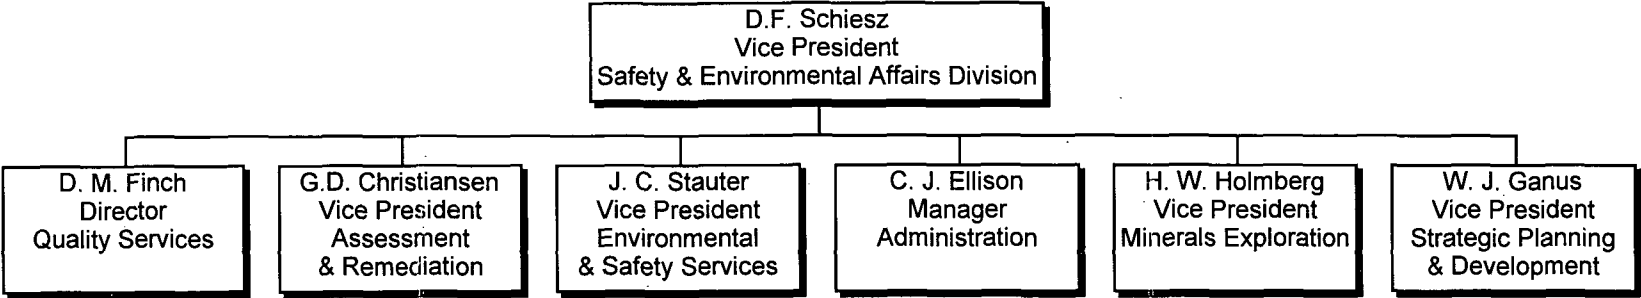 D.F. Schiesz
Vice President
Safety & Environmental Affairs Division
D. M. Finch
Director
Quality Services
G.D. Christiansen
Vice President
Assessment
& Remediation
J. C. Stauter
Vice President
Environmental
& Safety Services
C. J. Ellison
Manager
Administration
H. W. Holmberg
Vice President
Minerals Exploration
W. J. Ganus
Vice President
Strategic Planning
& Development